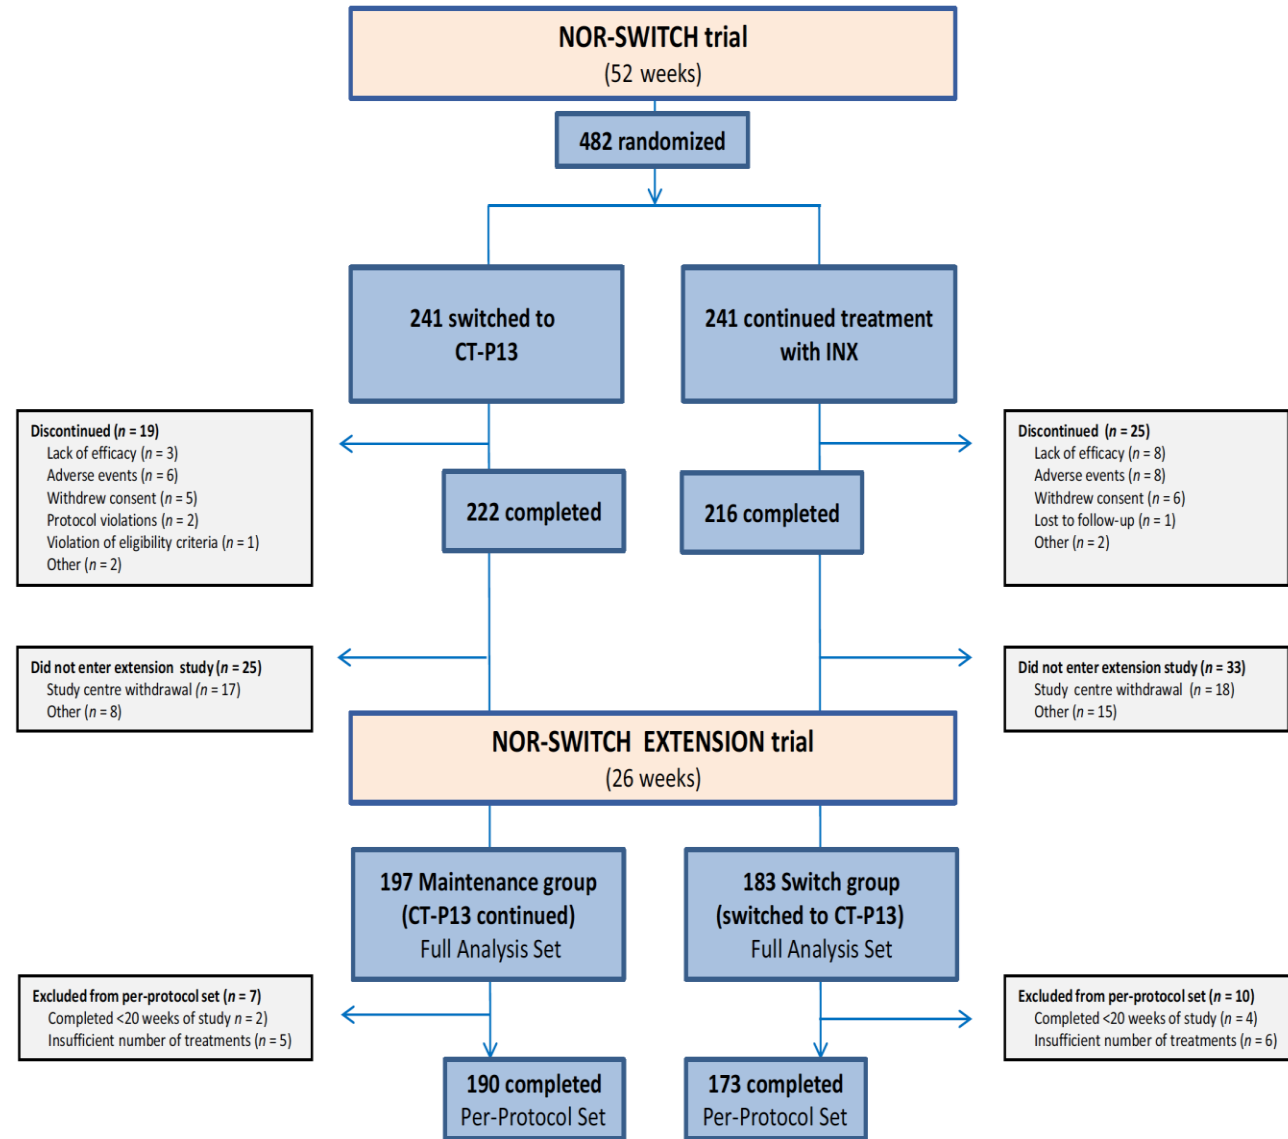 NOR-SWITCH trial
(52 weeks)
482 randomized
241 switched to
CT-P13
241 continued treatment
with INX
Discontinued (n = 19)
Lack of efficacy (n = 3)
Adverse events (n = 6)
Withdrew consent (n = 5)
Protocol violations (n = 2)
Violation of eligibility criteria (n = 1)
Other (n = 2)
Discontinued (n = 25)
Lack of efficacy (n = 8)
Adverse events (n = 8)
Withdrew consent (n = 6)
Lost to follow-up (n = 1)
Other (n = 2)
222 completed
216 completed
Did not enter extension study (n = 25)
Study centre withdrawal (n = 17)
Other (n = 8)
Did not enter extension study (n = 33)
Study centre withdrawal (n = 18)
Other (n = 15)
NOR-SWITCH EXTENSION trial
(26 weeks)
197 Maintenance group
(CT-P13 continued)
Full Analysis Set
183 Switch group
(switched to CT-P13)
Full Analysis Set
Excluded from per-protocol set (n = 7)
Completed <20 weeks of study n = 2)
Insufficient number of treatments (n = 5)
Excluded from per-protocol set (n = 10)
Completed <20 weeks of study (n = 4)
Insufficient number of treatments (n = 6)
190 completed
Per-Protocol Set
173 completed
Per-Protocol Set